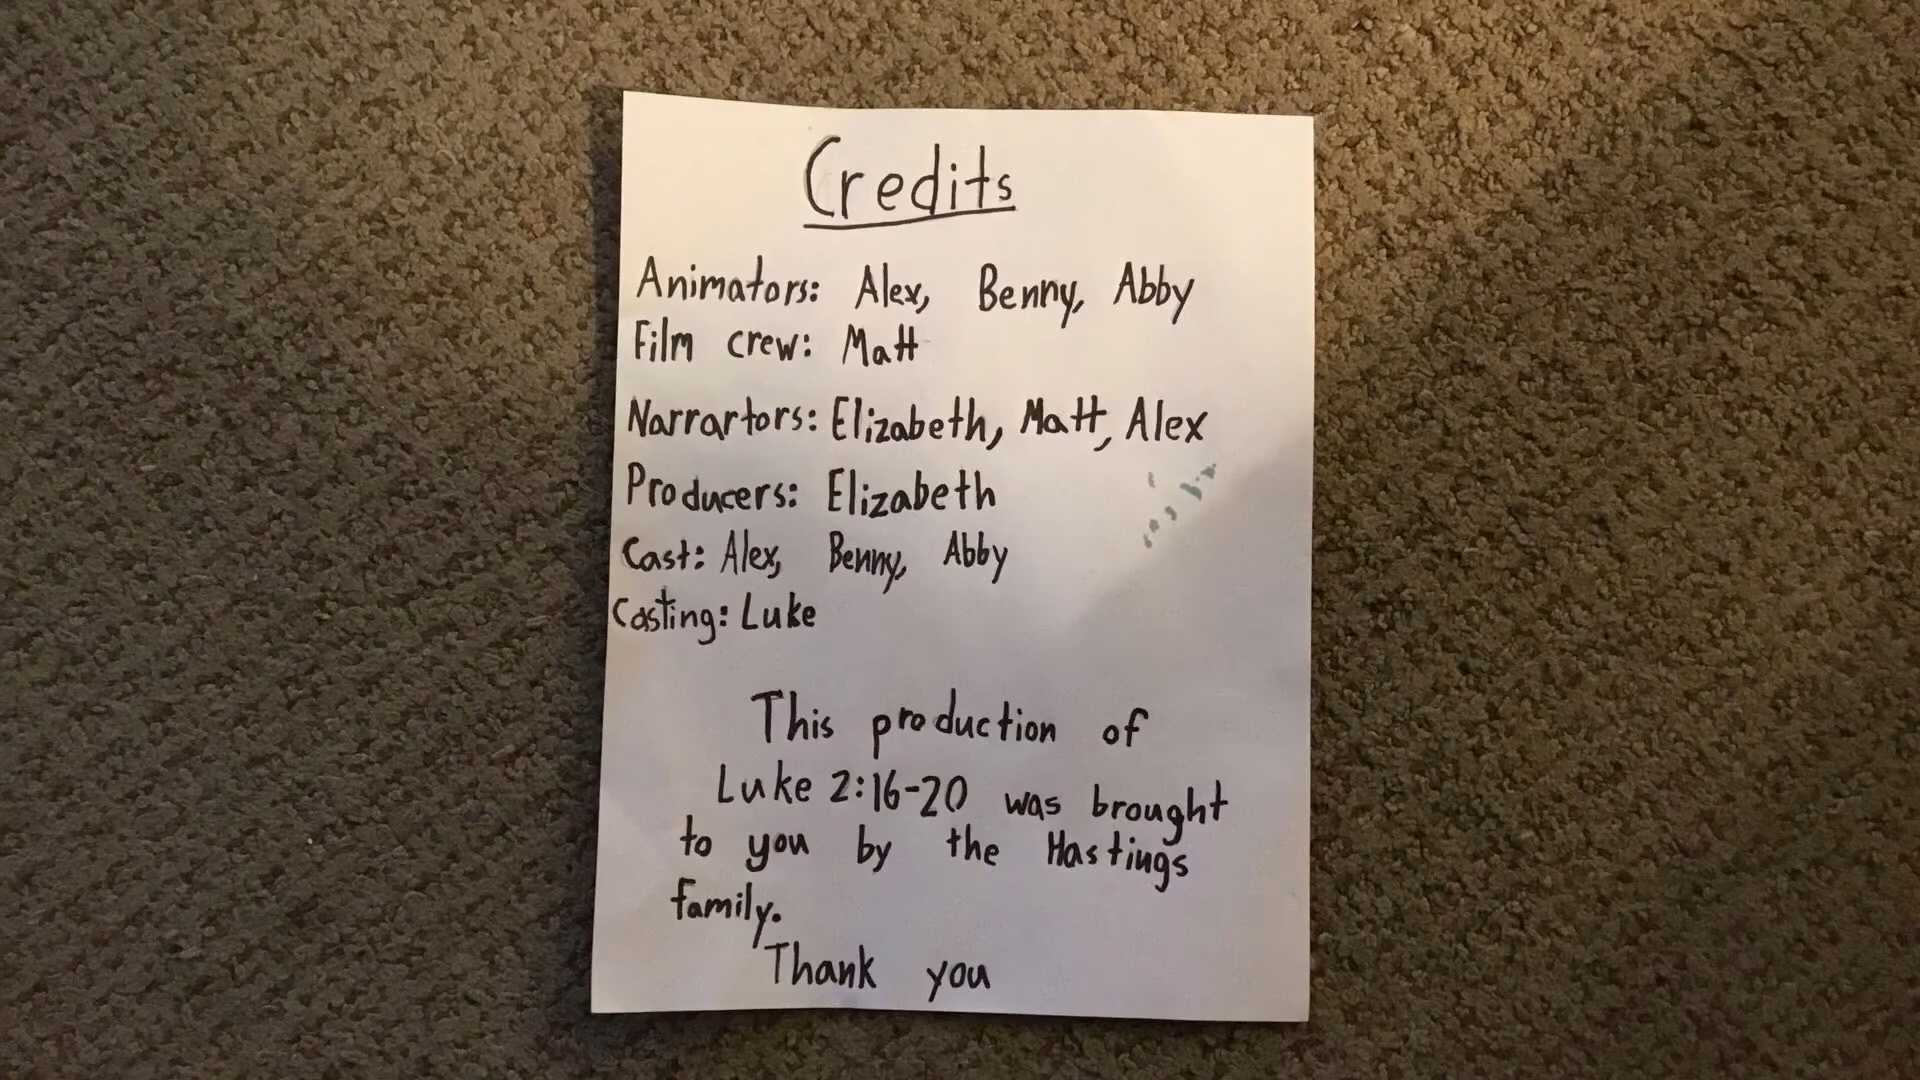 Credits
Animators: Alex, Benny, Abby
Film crew: Matt
Narrartors: Elizabeth, Matt, Alex
Producers: Elizabeth
Cast: Alex, Benny, Abby
Casting: Luke
This production of
Luke 2:16-20 was brought
to you by the Hastings
family.
Thank you